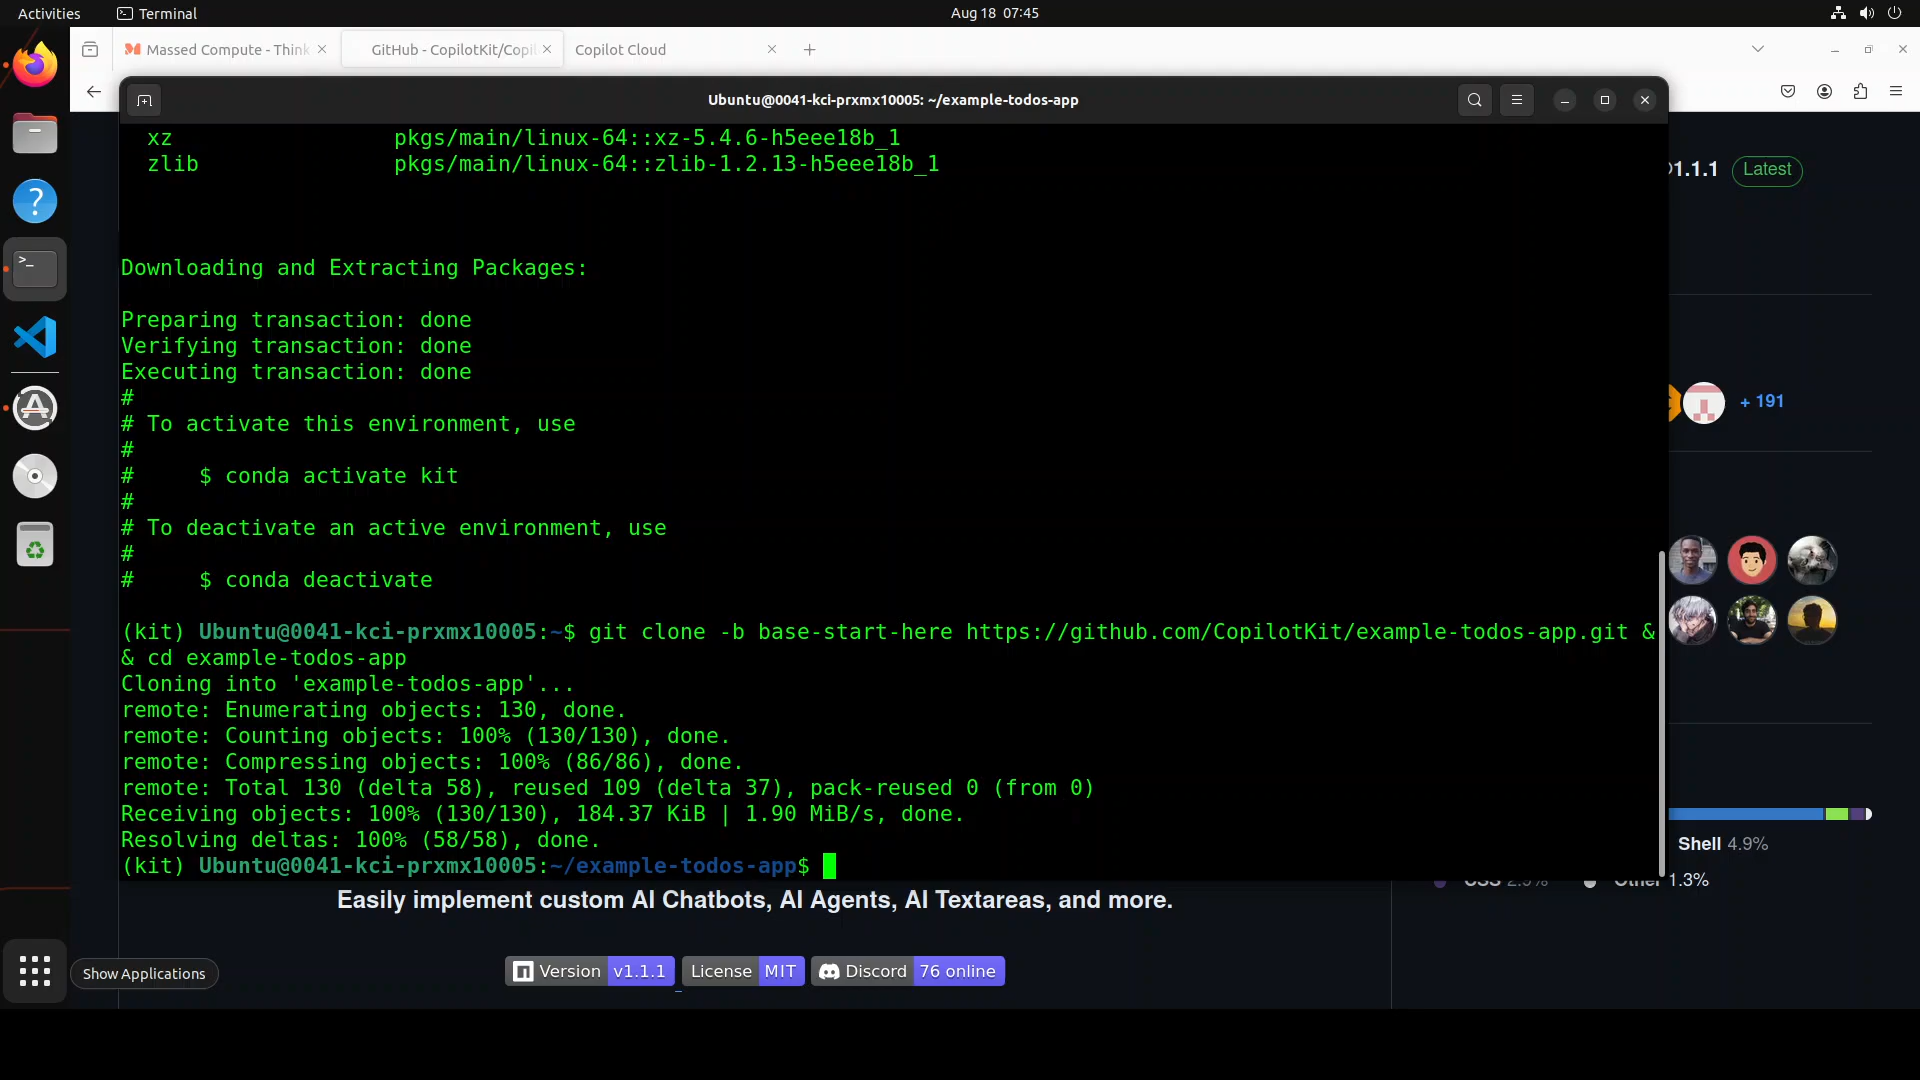 Activities
Terminal
Aug 18 07:45
Massed Compute - Think
GitHub - CopilotKit/Copil
Copilot Cloud
Ubuntu@0041-kci-prxmx10005: ~/example-todos-app
xz pkgs/main/linux-64::xz-5.4.6-h5eee18b_1
zlib pkgs/main/linux-64::zlib-1.2.13-h5eee18b_1
1.1.1 Latest
Downloading and Extracting Packages:
Preparing transaction: done
Verifying transaction: done
Executing transaction: done
#
# To activate this environment, use
#
# $ conda activate kit
#
# To deactivate an active environment, use
#
# $ conda deactivate
+ 191
(kit) Ubuntu@0041-kci-prxmx10005:~$ git clone -b base-start-here https://github.com/CopilotKit/example-todos-app.git &
& cd example-todos-app
Cloning into 'example-todos-app'...
remote: Enumerating objects: 130, done.
remote: Counting objects: 100% (130/130), done.
remote: Compressing objects: 100% (86/86), done.
remote: Total 130 (delta 58), reused 109 (delta 37), pack-reused 0 (from 0)
Receiving objects: 100% (130/130), 184.37 KiB | 1.90 MiB/s, done.
Resolving deltas: 100% (58/58), done.
(kit) Ubuntu@0041-kci-prxmx10005:~/example-todos-app$
Shell 4.9%
CSS 2.9% Other 1.3%
Easily implement custom AI Chatbots, AI Agents, AI Textareas, and more.
Version v1.1.1 License MIT Discord 76 online
Show Applications